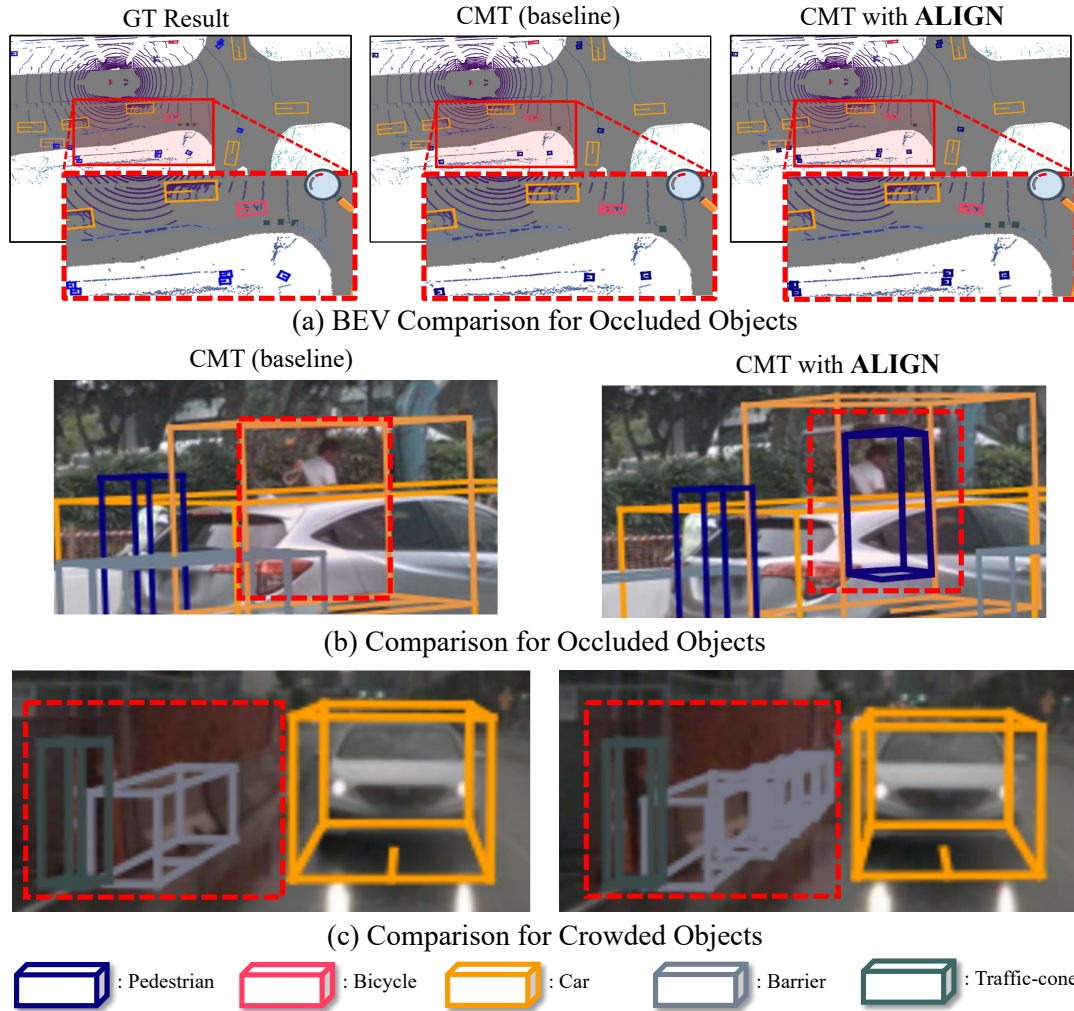 GT Result
CMT (baseline)
CMT with ALIGN
(a) BEV Comparison for Occluded Objects
CMT (baseline)
CMT with ALIGN
(b) Comparison for Occluded Objects
(c) Comparison for Crowded Objects
: Pedestrian
: Bicycle
: Car
: Barrier
: Traffic-cone